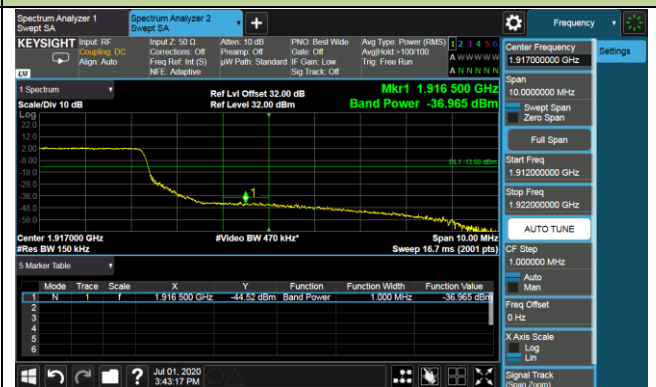 Spectrum Analyzer 1
Swept SA
Spectrum Analyzer 2
Swept SA
Frequency
KEYSIGHT
Input: RF
Coupling: DC
Align: Auto
Input Z: 50 Ω
Corrections: Off
Freq Ref: Int (S)
NFE: Adaptive
Atten: 10 dB
Preamp: Off
µW Path: Standard
PNO: Best Wide
Gate: Off
IF Gain: Low
Sig Track: Off
Avg Type: Power (RMS)
Avg|Hold:>100/100
Trig: Free Run
1 2 3 4 5 6
A W W W W W
A N N N N N
LXI
1 Spectrum
Scale/Div 10 dB
Ref Lvl Offset 32.00 dB
Ref Level 32.00 dBm
Mkr1 1.916 500 GHz
Band Power -36.965 dBm
Log
22.0
12.0
2.00
-8.00
-18.0
-28.0
-38.0
-48.0
-58.0
DL1 -13.00 dBm
1
Center 1.917000 GHz
#Video BW 470 kHz*
Span 10.00 MHz
#Res BW 150 kHz
Sweep 16.7 ms (2001 pts)
5 Marker Table
Mode Trace Scale X Y Function Function Width Function Value
1 N 1 f 1.916 500 GHz -44.52 dBm Band Power 1.000 MHz -36.965 dBm
2
3
4
5
6
Jul 01, 2020
3:43:17 PM
Center Frequency
1.917000000 GHz
Settings
Span
10.0000000 MHz
Swept Span
Zero Span
Full Span
Start Freq
1.912000000 GHz
Stop Freq
1.922000000 GHz
AUTO TUNE
CF Step
1.000000 MHz
Auto
Man
Freq Offset
0 Hz
X Axis Scale
Log
Lin
Signal Track
(Span Zoom)